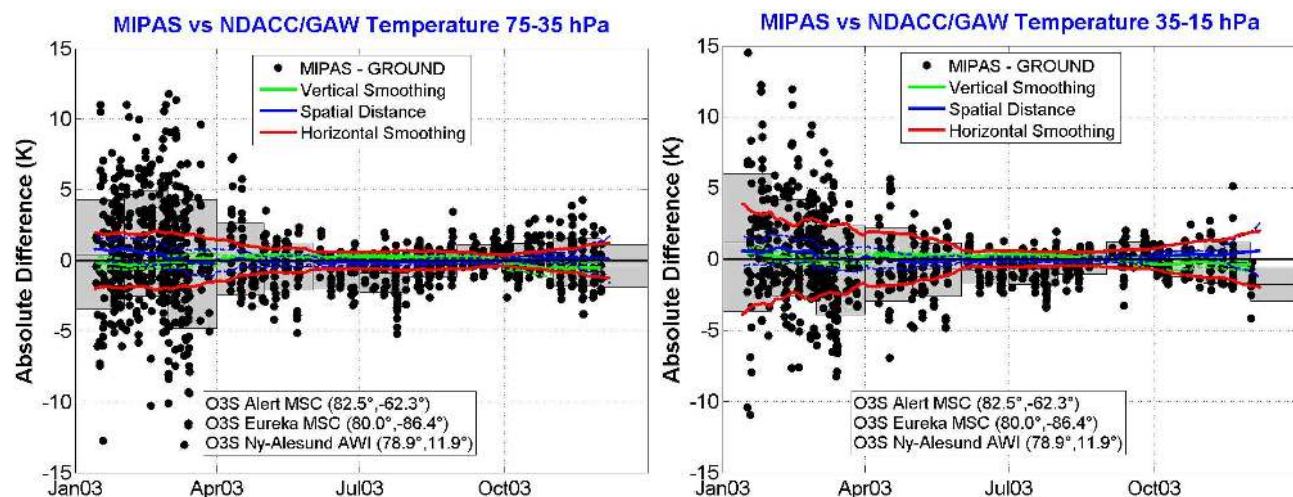 MIPAS vs NDACC/GAW Temperature 75-35 hPa
Absolute Difference (K)
15
10
5
0
-5
-10
-15
MIPAS - GROUND
Vertical Smoothing
Spatial Distance
Horizontal Smoothing
O3S Alert MSC (82.5°,-62.3°)
O3S Eureka MSC (80.0°,-86.4°)
O3S Ny-Alesund AWI (78.9°,11.9°)
Jan03 Apr03 Jul03 Oct03
MIPAS vs NDACC/GAW Temperature 35-15 hPa
Absolute Difference (K)
15
10
5
0
-5
-10
-15
MIPAS - GROUND
Vertical Smoothing
Spatial Distance
Horizontal Smoothing
O3S Alert MSC (82.5°,-62.3°)
O3S Eureka MSC (80.0°,-86.4°)
O3S Ny-Alesund AWI (78.9°,11.9°)
Jan03 Apr03 Jul03 Oct03